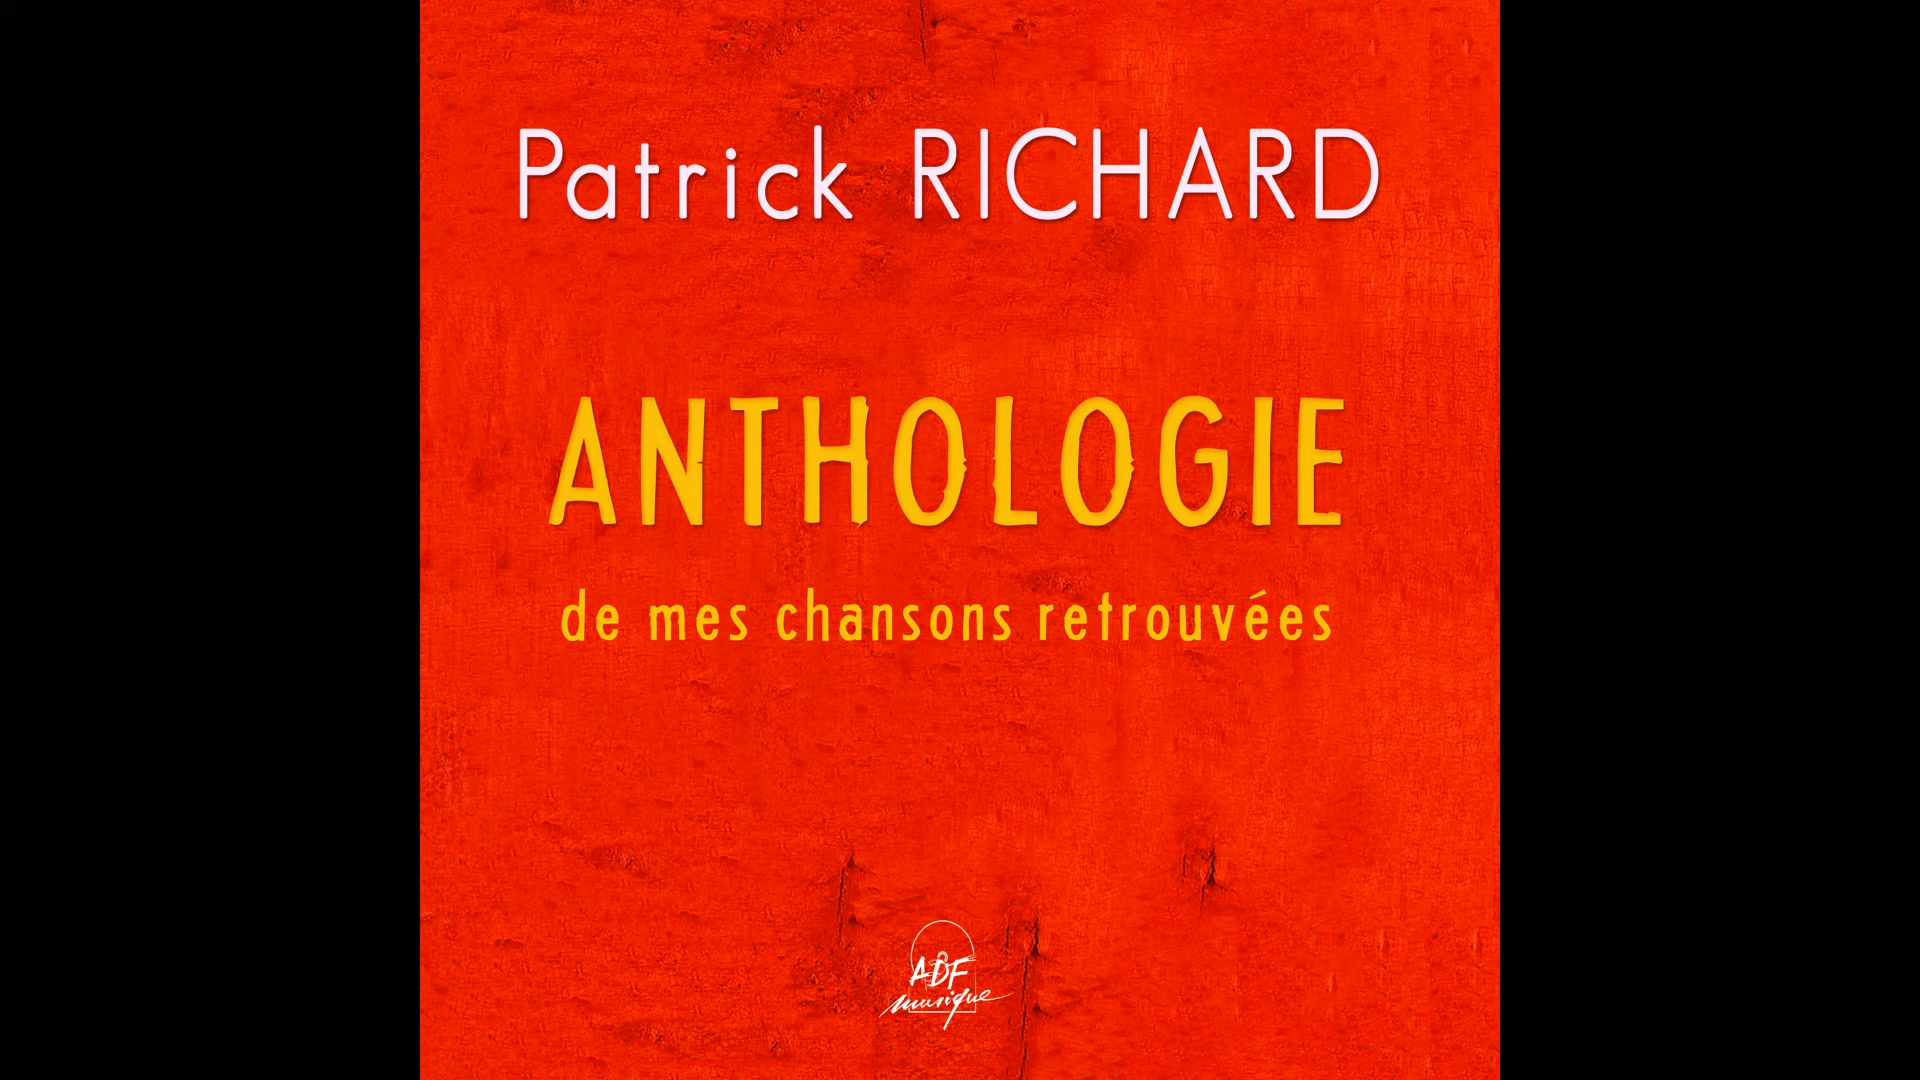 Patrick RICHARD
ANTHOLOGIE
de mes chansons retrouvées
ADF
musique